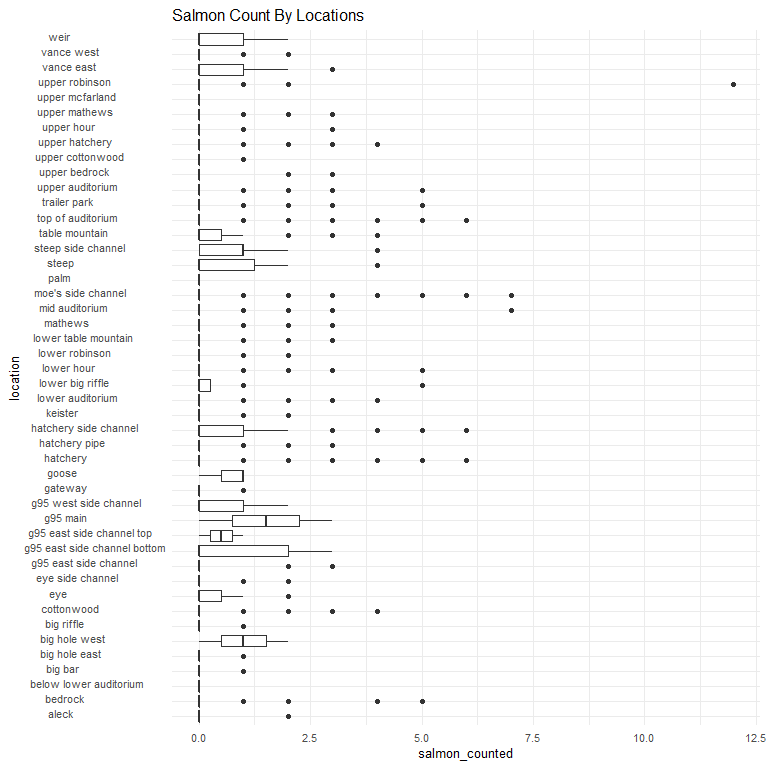 Salmon Count By Locations
weir
vance west
vance east
upper robinson
upper mcfarland
upper mathews
upper hour
upper hatchery
upper cottonwood
upper bedrock
upper auditorium
trailer park
top of auditorium
table mountain
steep side channel
steep
palm
moe's side channel
mid auditorium
mathews
lower table mountain
lower robinson
lower hour
lower big riffle
lower auditorium
keister
hatchery side channel
hatchery pipe
hatchery
goose
gateway
g95 west side channel
g95 main
g95 east side channel top
g95 east side channel bottom
g95 east side channel
eye side channel
eye
cottonwood
big riffle
big hole west
big hole east
big bar
below lower auditorium
bedrock
aleck
location
0.0 2.5 5.0 7.5 10.0 12.5
salmon_counted